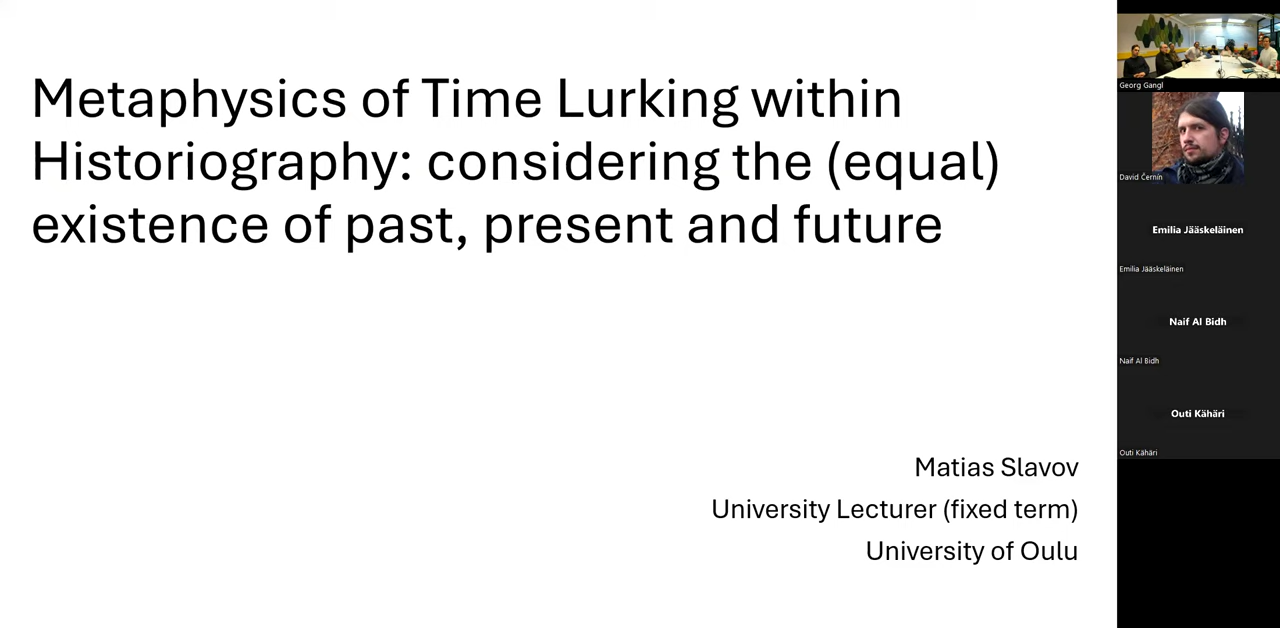 Metaphysics of Time Lurking within
Historiography: considering the (equal)
existence of past, present and future
Matias Slavov
University Lecturer (fixed term)
University of Oulu
Georg Gangl
David Černín
Emilia Jääskeläinen
Emilia Jääskeläinen
Naif Al Bidh
Naif Al Bidh
Outi Kähäri
Outi Kähäri